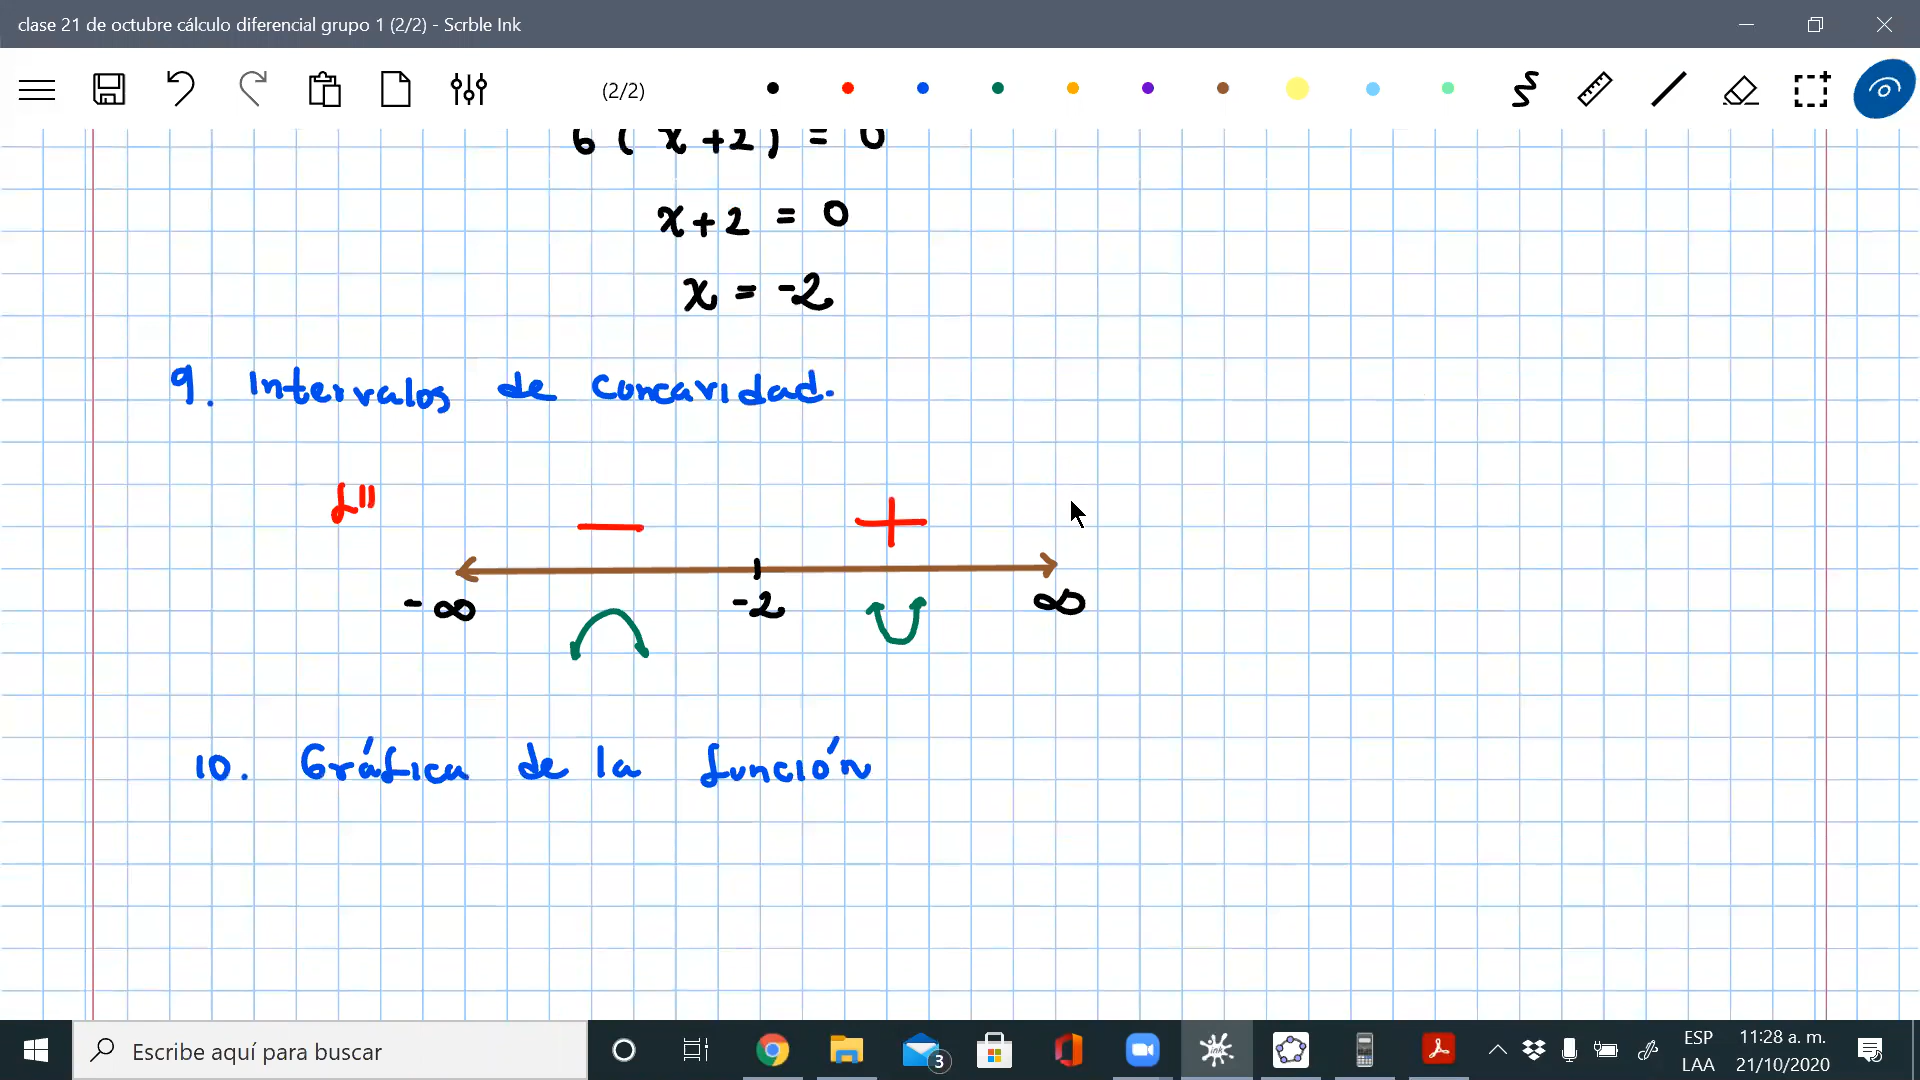 clase 21 de octubre cálculo diferencial grupo 1 (2/2) - Scrble Ink
(2/2)
6 ( x +2 ) = 0
x + 2 = 0
x = -2
9. Intervalos de concavidad.
f" − +
- ∞ -2 ∞
10. Gráfica de la función
Escribe aquí para buscar
3
ESP 11:28 a. m.
LAA 21/10/2020